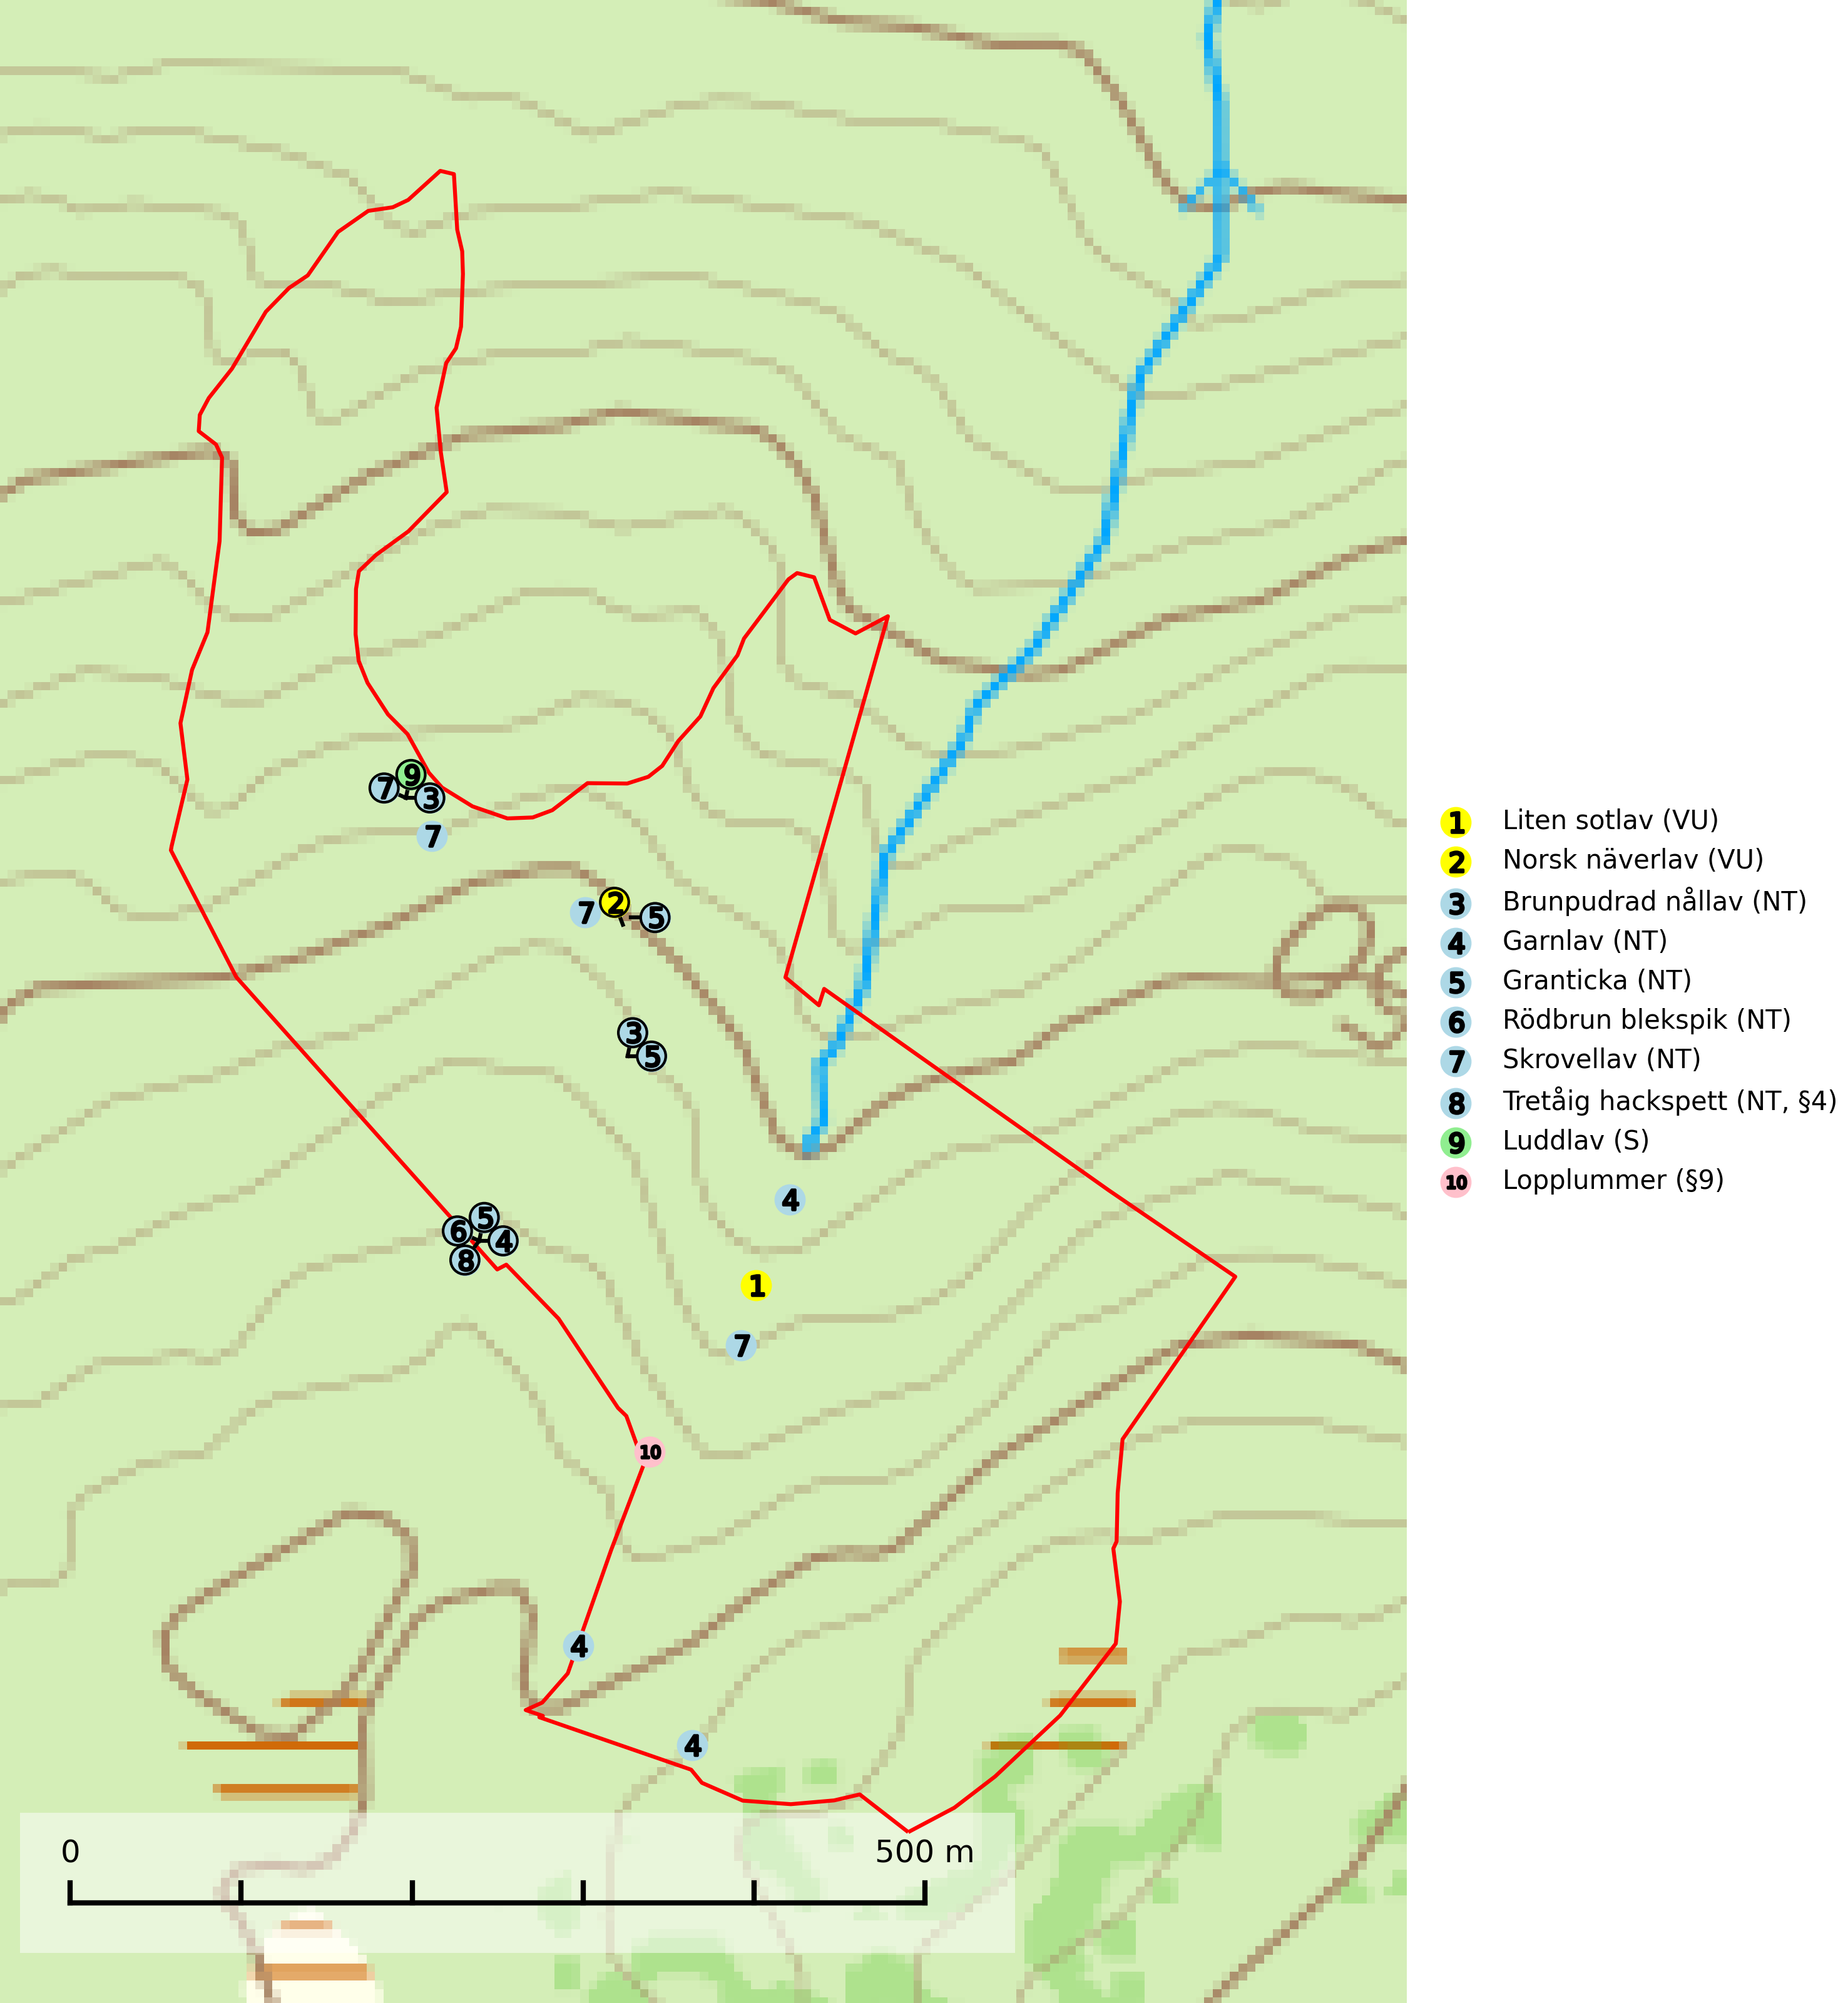 9
7
3
7
2
7
5
3
5
4
5
6
4
8
1
7
10
4
4
0
500 m
1 Liten sotlav (VU)
2 Norsk näverlav (VU)
3 Brunpudrad nållav (NT)
4 Garnlav (NT)
5 Granticka (NT)
6 Rödbrun blekspik (NT)
7 Skrovellav (NT)
8 Tretåig hackspett (NT, §4)
9 Luddlav (S)
10 Lopplummer (§9)